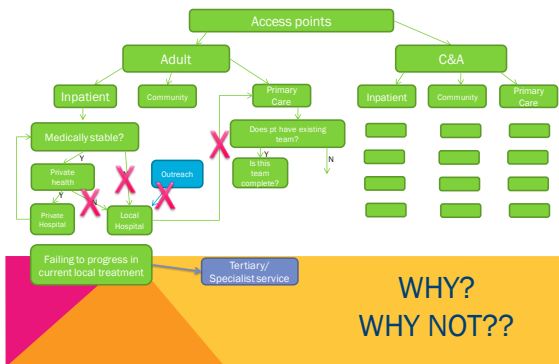 Access points
Adult
C&A
Inpatient
Community
Primary
Care
Inpatient
Community
Primary
Care
Medically stable?
Does pt have existing
team?
Y
N
Y
N
Private
health
Outreach
Is this
team
complete?
Y
N
Private
Hospital
Local
Hospital
Failing to progress in
current local treatment
Tertiary/
Specialist service
WHY?
WHY NOT??